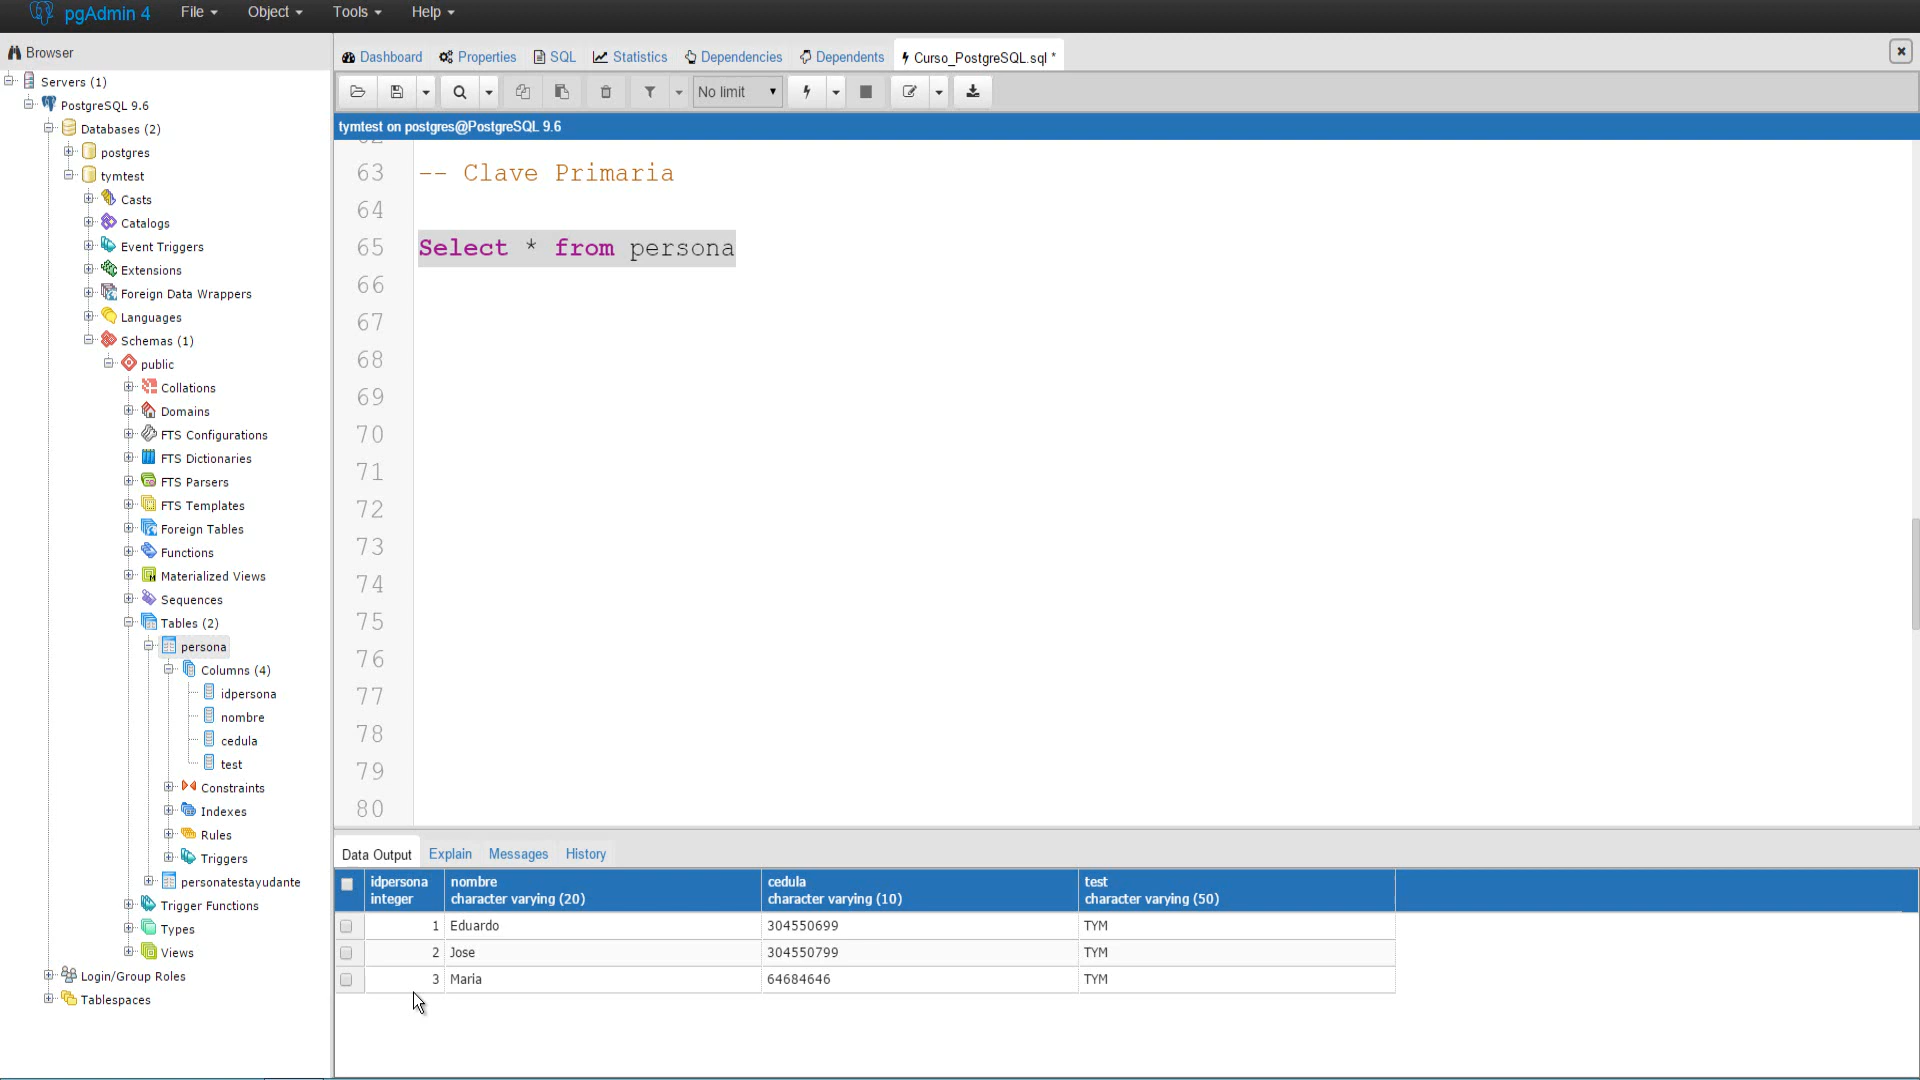 pgAdmin 4 File Object Tools Help
Browser
Dashboard Properties SQL Statistics Dependencies Dependents Curso_PostgreSQL.sql *
No limit
tymtest on postgres@PostgreSQL 9.6
Servers (1)
PostgreSQL 9.6
Databases (2)
postgres
tymtest
Casts
Catalogs
Event Triggers
Extensions
Foreign Data Wrappers
Languages
Schemas (1)
public
Collations
Domains
FTS Configurations
FTS Dictionaries
FTS Parsers
FTS Templates
Foreign Tables
Functions
Materialized Views
Sequences
Tables (2)
persona
Columns (4)
idpersona
nombre
cedula
test
Constraints
Indexes
Rules
Triggers
personatestayudante
Trigger Functions
Types
Views
Login/Group Roles
Tablespaces
63 -- Clave Primaria
64
65 Select * from persona
66
67
68
69
70
71
72
73
74
75
76
77
78
79
80
Data Output Explain Messages History
idpersona nombre cedula test
integer character varying (20) character varying (10) character varying (50)
1 Eduardo 304550699 TYM
2 Jose 304550799 TYM
3 Maria 64684646 TYM